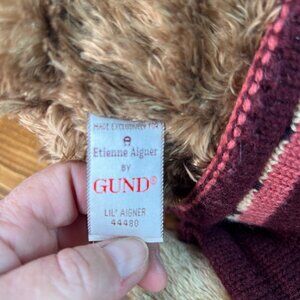 MADE EXCLUSIVELY FOR
Etienne Aigner
BY
GUND©
LIL' AIGNER
44480